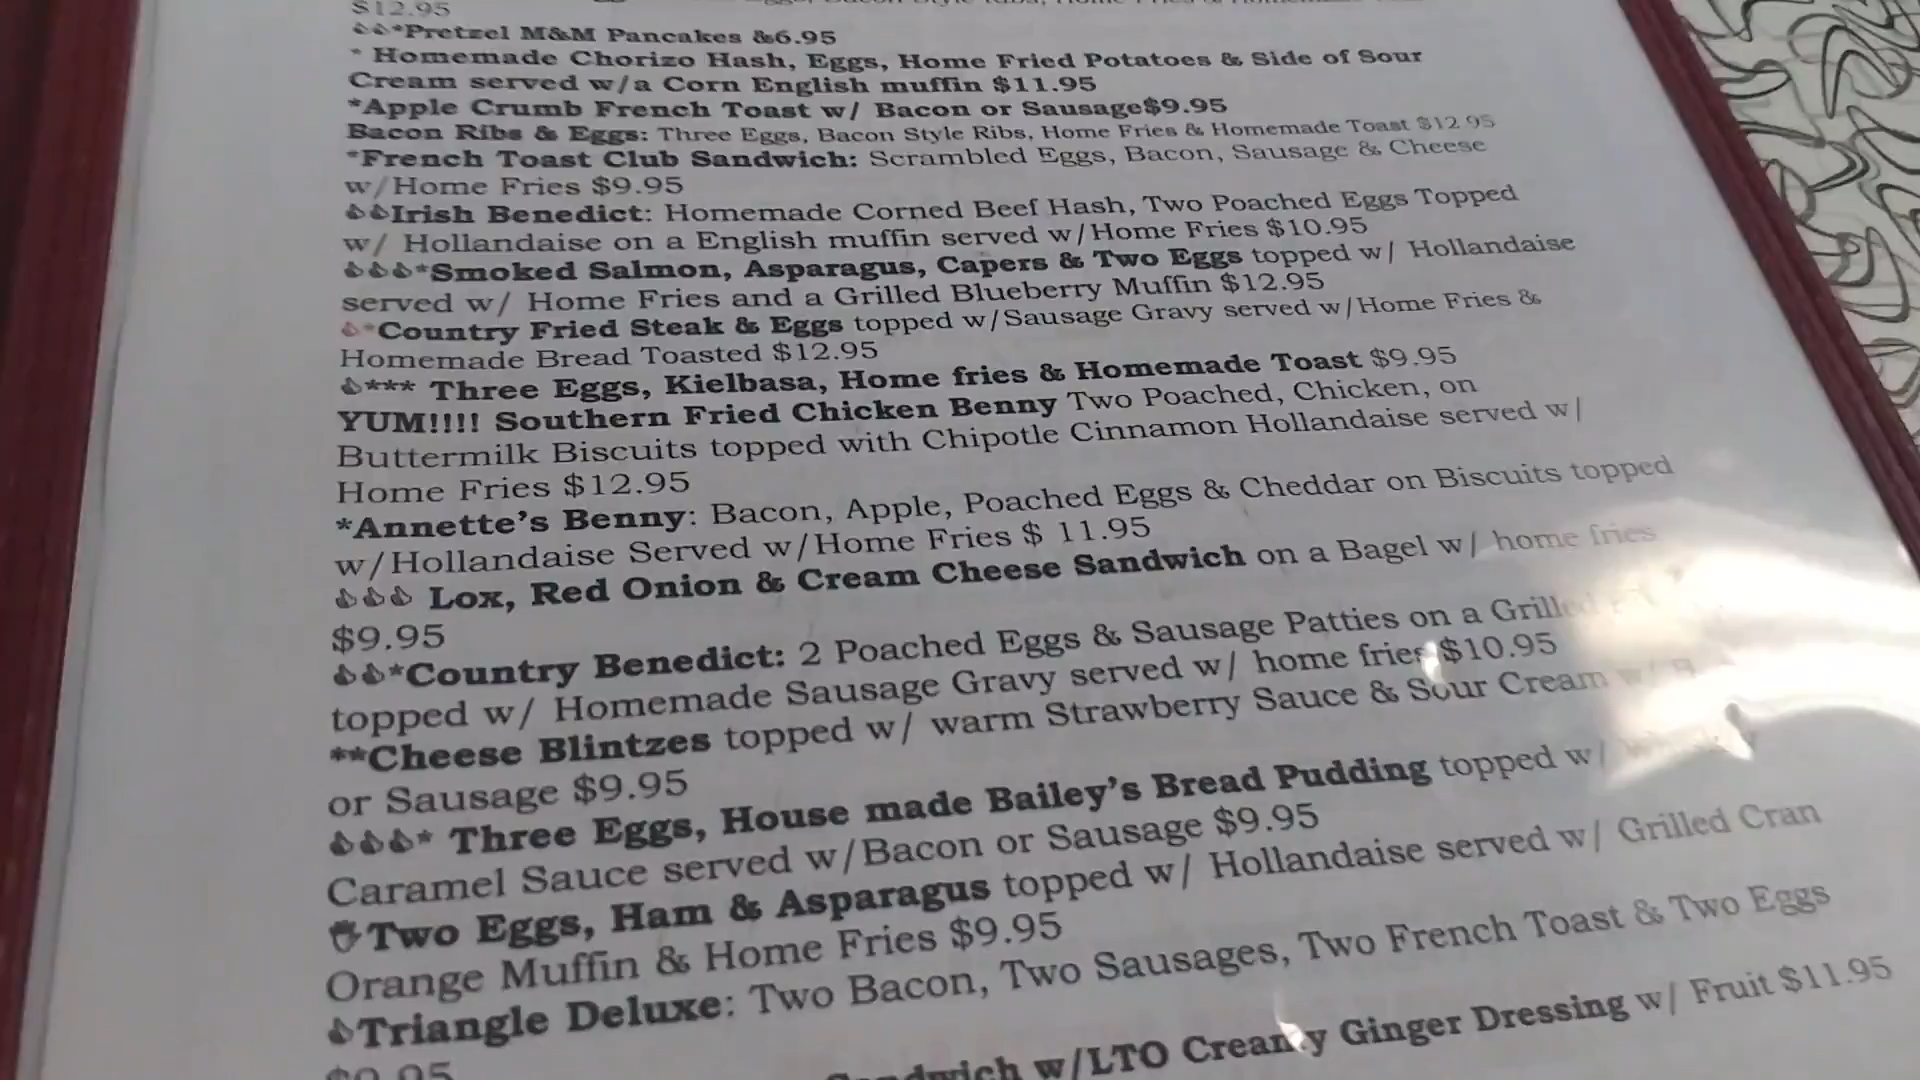 $12.95
*Pretzel M&M Pancakes &6.95
* Homemade Chorizo Hash, Eggs, Home Fried Potatoes & Side of Sour
Cream served w/a Corn English muffin $11.95
*Apple Crumb French Toast w/ Bacon or Sausage$9.95
Bacon Ribs & Eggs: Three Eggs, Bacon Style Ribs, Home Fries & Homemade Toast $12.95
*French Toast Club Sandwich: Scrambled Eggs, Bacon, Sausage & Cheese
w/Home Fries $9.95
👍👍Irish Benedict: Homemade Corned Beef Hash, Two Poached Eggs Topped
w/ Hollandaise on a English muffin served w/Home Fries $10.95
👍👍👍*Smoked Salmon, Asparagus, Capers & Two Eggs topped w/ Hollandaise
served w/ Home Fries and a Grilled Blueberry Muffin $12.95
👍*Country Fried Steak & Eggs topped w/Sausage Gravy served w/Home Fries &
Homemade Bread Toasted $12.95
👍*** Three Eggs, Kielbasa, Home fries & Homemade Toast $9.95
YUM!!!! Southern Fried Chicken Benny Two Poached, Chicken, on
Buttermilk Biscuits topped with Chipotle Cinnamon Hollandaise served w/
Home Fries $12.95
*Annette's Benny: Bacon, Apple, Poached Eggs & Cheddar on Biscuits topped
w/Hollandaise Served w/Home Fries $ 11.95
👍👍👍 Lox, Red Onion & Cream Cheese Sandwich on a Bagel w/ home fries
$9.95
👍👍*Country Benedict: 2 Poached Eggs & Sausage Patties on a Grilled
topped w/ Homemade Sausage Gravy served w/ home fries $10.95
**Cheese Blintzes topped w/ warm Strawberry Sauce & Sour Cream
or Sausage $9.95
👍👍👍* Three Eggs, House made Bailey's Bread Pudding topped w/
Caramel Sauce served w/Bacon or Sausage $9.95
🖐Two Eggs, Ham & Asparagus topped w/ Hollandaise served w/ Grilled Cran
Orange Muffin & Home Fries $9.95
👍Triangle Deluxe: Two Bacon, Two Sausages, Two French Toast & Two Eggs
$9.95
Sandwich w/LTO Creamy Ginger Dressing w/ Fruit $11.95